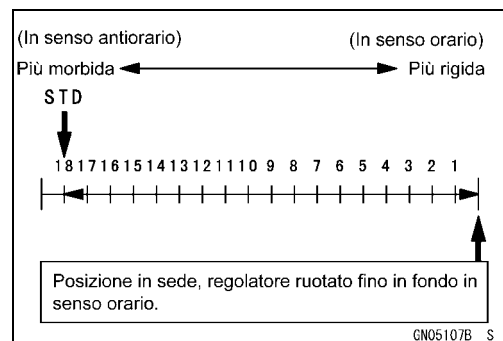 (In senso antiorario) (In senso orario)
Più morbida Più rigida
STD
18 17 16 15 14 13 12 11 10 9 8 7 6 5 4 3 2 1
Posizione in sede, regolatore ruotato fino in fondo in
senso orario.
GN05107B S